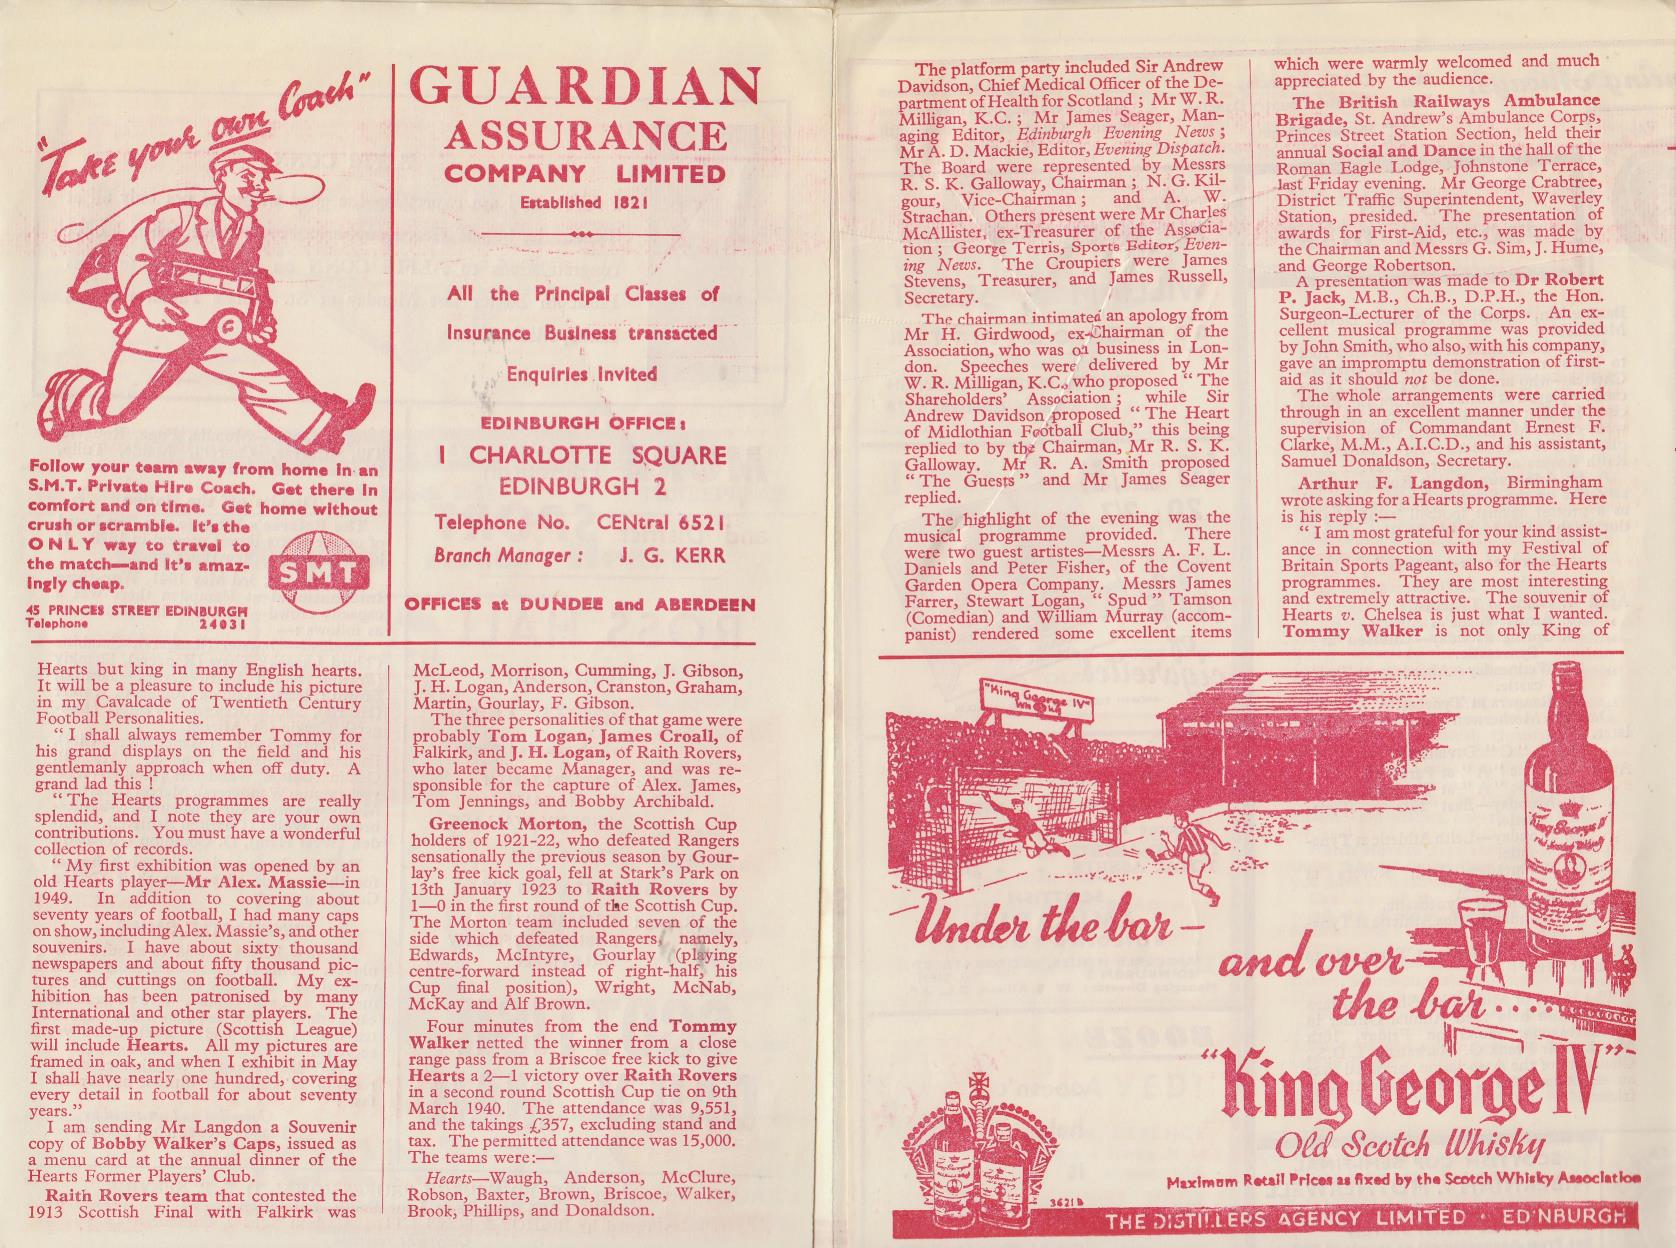 "Take your own Coach"
Follow your team away from home in an
S.M.T. Private Hire Coach. Get there in
comfort and on time. Get home without
crush or scramble. It's the
ONLY way to travel to
the match—and it's amaz-
ingly cheap.
SMT
45 PRINCES STREET EDINBURGH
Telephone 24031
GUARDIAN
ASSURANCE
COMPANY LIMITED
Established 1821
All the Principal Classes of
Insurance Business transacted
Enquiries Invited
EDINBURGH OFFICE:
1 CHARLOTTE SQUARE
EDINBURGH 2
Telephone No. CENtral 6521
Branch Manager: J. G. KERR
OFFICES at DUNDEE and ABERDEEN
Hearts but king in many English hearts.
It will be a pleasure to include his picture
in my Cavalcade of Twentieth Century
Football Personalities.
" I shall always remember Tommy for
his grand displays on the field and his
gentlemanly approach when off duty. A
grand lad this !
" The Hearts programmes are really
splendid, and I note they are your own
contributions. You must have a wonderful
collection of records.
" My first exhibition was opened by an
old Hearts player—Mr Alex. Massie—in
1949. In addition to covering about
seventy years of football, I had many caps
on show, including Alex. Massie's, and other
souvenirs. I have about sixty thousand
newspapers and about fifty thousand pic-
tures and cuttings on football. My ex-
hibition has been patronised by many
International and other star players. The
first made-up picture (Scottish League)
will include Hearts. All my pictures are
framed in oak, and when I exhibit in May
I shall have nearly one hundred, covering
every detail in football for about seventy
years."
I am sending Mr Langdon a Souvenir
copy of Bobby Walker's Caps, issued as
a menu card at the annual dinner of the
Hearts Former Players' Club.
Raith Rovers team that contested the
1913 Scottish Final with Falkirk was
McLeod, Morrison, Cumming, J. Gibson,
J. H. Logan, Anderson, Cranston, Graham,
Martin, Gourlay, F. Gibson.
The three personalities of that game were
probably Tom Logan, James Croall, of
Falkirk, and J. H. Logan, of Raith Rovers,
who later became Manager, and was re-
sponsible for the capture of Alex. James,
Tom Jennings, and Bobby Archibald.
Greenock Morton, the Scottish Cup
holders of 1921-22, who defeated Rangers
sensationally the previous season by Gour-
lay's free kick goal, fell at Stark's Park on
13th January 1923 to Raith Rovers by
1—0 in the first round of the Scottish Cup.
The Morton team included seven of the
side which defeated Rangers, namely,
Edwards, McIntyre, Gourlay (playing
centre-forward instead of right-half, his
Cup final position), Wright, McNab,
McKay and Alf Brown.
Four minutes from the end Tommy
Walker netted the winner from a close
range pass from a Briscoe free kick to give
Hearts a 2—1 victory over Raith Rovers
in a second round Scottish Cup tie on 9th
March 1940. The attendance was 9,551,
and the takings £357, excluding stand and
tax. The permitted attendance was 15,000.
The teams were:—
Hearts—Waugh, Anderson, McClure,
Robson, Baxter, Brown, Briscoe, Walker,
Brook, Phillips, and Donaldson.
The platform party included Sir Andrew
Davidson, Chief Medical Officer of the De-
partment of Health for Scotland ; Mr W. R.
Milligan, K.C. ; Mr James Seager, Man-
aging Editor, Edinburgh Evening News ;
Mr A. D. Mackie, Editor, Evening Dispatch.
The Board were represented by Messrs
R. S. K. Galloway, Chairman ; N. G. Kil-
gour, Vice-Chairman ; and A. W.
Strachan. Others present were Mr Charles
McAllister, ex-Treasurer of the Associa-
tion ; George Terris, Sports Editor, Even-
ing News. The Croupiers were James
Stevens, Treasurer, and James Russell,
Secretary.
The chairman intimated an apology from
Mr H. Girdwood, ex-Chairman of the
Association, who was on business in Lon-
don. Speeches were delivered by Mr
W. R. Milligan, K.C., who proposed " The
Shareholders' Association ; while Sir
Andrew Davidson proposed " The Heart
of Midlothian Football Club," this being
replied to by the Chairman, Mr R. S. K.
Galloway. Mr R. A. Smith proposed
" The Guests " and Mr James Seager
replied.
The highlight of the evening was the
musical programme provided. There
were two guest artistes—Messrs A. F. L.
Daniels and Peter Fisher, of the Covent
Garden Opera Company. Messrs James
Farrer, Stewart Logan, " Spud " Tamson
(Comedian) and William Murray (accom-
panist) rendered some excellent items
which were warmly welcomed and much
appreciated by the audience.
The British Railways Ambulance
Brigade, St. Andrew's Ambulance Corps,
Princes Street Station Section, held their
annual Social and Dance in the hall of the
Roman Eagle Lodge, Johnstone Terrace,
last Friday evening. Mr George Crabtree,
District Traffic Superintendent, Waverley
Station, presided. The presentation of
awards for First-Aid, etc., was made by
the Chairman and Messrs G. Sim, J. Hume,
and George Robertson.
A presentation was made to Dr Robert
P. Jack, M.B., Ch.B., D.P.H., the Hon.
Surgeon-Lecturer of the Corps. An ex-
cellent musical programme was provided
by John Smith, who also, with his company,
gave an impromptu demonstration of first-
aid as it should not be done.
The whole arrangements were carried
through in an excellent manner under the
supervision of Commandant Ernest F.
Clarke, M.M., A.I.C.D., and his assistant,
Samuel Donaldson, Secretary.
Arthur F. Langdon, Birmingham
wrote asking for a Hearts programme. Here
is his reply :—
" I am most grateful for your kind assist-
ance in connection with my Festival of
Britain Sports Pageant, also for the Hearts
programmes. They are most interesting
and extremely attractive. The souvenir of
Hearts v. Chelsea is just what I wanted.
Tommy Walker is not only King of
"King George IV"
Whisky
King George IV
Old Scotch Whisky
Under the bar—
and over
the bar....
"King George IV"
Old Scotch Whisky
Maximum Retail Prices as fixed by the Scotch Whisky Association
3621B
THE DISTILLERS AGENCY LIMITED · EDINBURGH